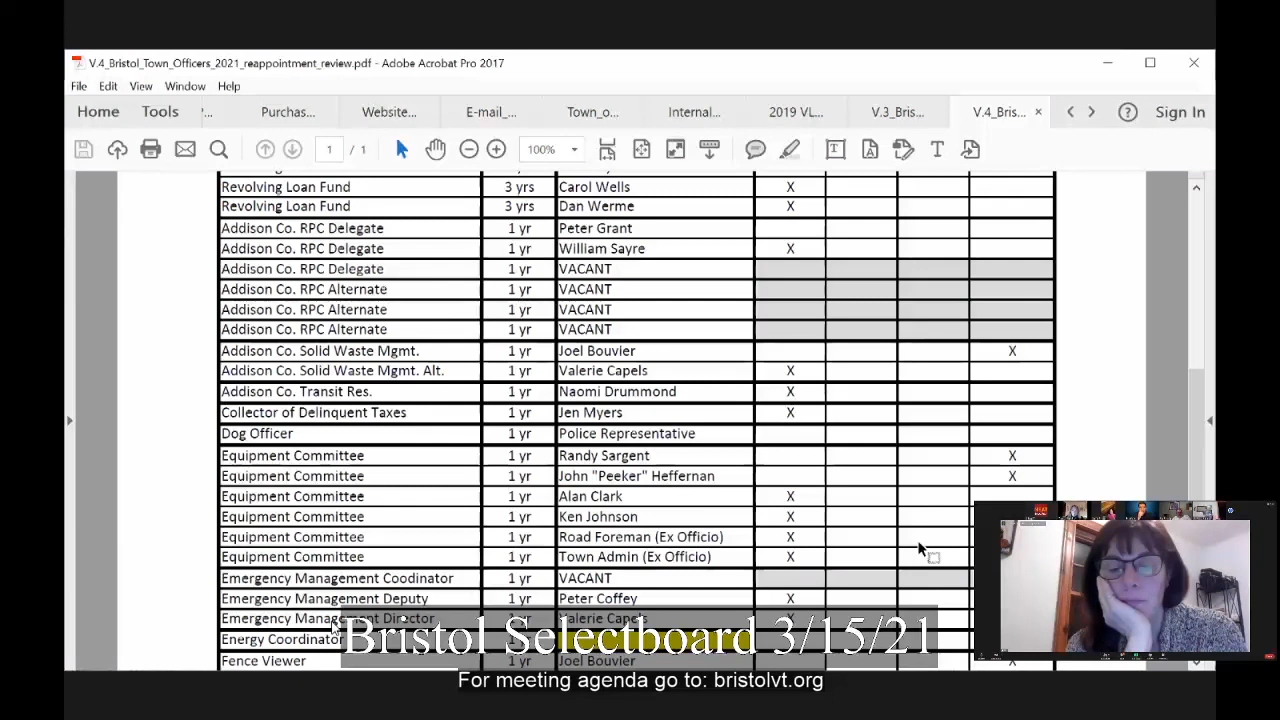 V.4_Bristol_Town_Officers_2021_reappointment_review.pdf - Adobe Acrobat Pro 2017
File Edit View Window Help
Home Tools Purchas... Website... E-mail_... Town_o... Internal... 2019 VL... V.3_Bris... V.4_Bris... × Sign In
1 / 1 100%
Revolving Loan Fund 3 yrs Carol Wells X
Revolving Loan Fund 3 yrs Dan Werme X
Addison Co. RPC Delegate 1 yr Peter Grant
Addison Co. RPC Delegate 1 yr William Sayre X
Addison Co. RPC Delegate 1 yr VACANT
Addison Co. RPC Alternate 1 yr VACANT
Addison Co. RPC Alternate 1 yr VACANT
Addison Co. RPC Alternate 1 yr VACANT
Addison Co. Solid Waste Mgmt. 1 yr Joel Bouvier X
Addison Co. Solid Waste Mgmt. Alt. 1 yr Valerie Capels X
Addison Co. Transit Res. 1 yr Naomi Drummond X
Collector of Delinquent Taxes 1 yr Jen Myers X
Dog Officer 1 yr Police Representative
Equipment Committee 1 yr Randy Sargent X
Equipment Committee 1 yr John "Peeker" Heffernan X
Equipment Committee 1 yr Alan Clark X
Equipment Committee 1 yr Ken Johnson X
Equipment Committee 1 yr Road Foreman (Ex Officio) X
Equipment Committee 1 yr Town Admin (Ex Officio) X
Emergency Management Coodinator 1 yr VACANT
Emergency Management Deputy 1 yr Peter Coffey X
Emergency Management Director 1 yr Valerie Capels X
Energy Coordinator
Bristol Selectboard 3/15/21
Fence Viewer 1 yr Joel Bouvier X
For meeting agenda go to: bristolvt.org